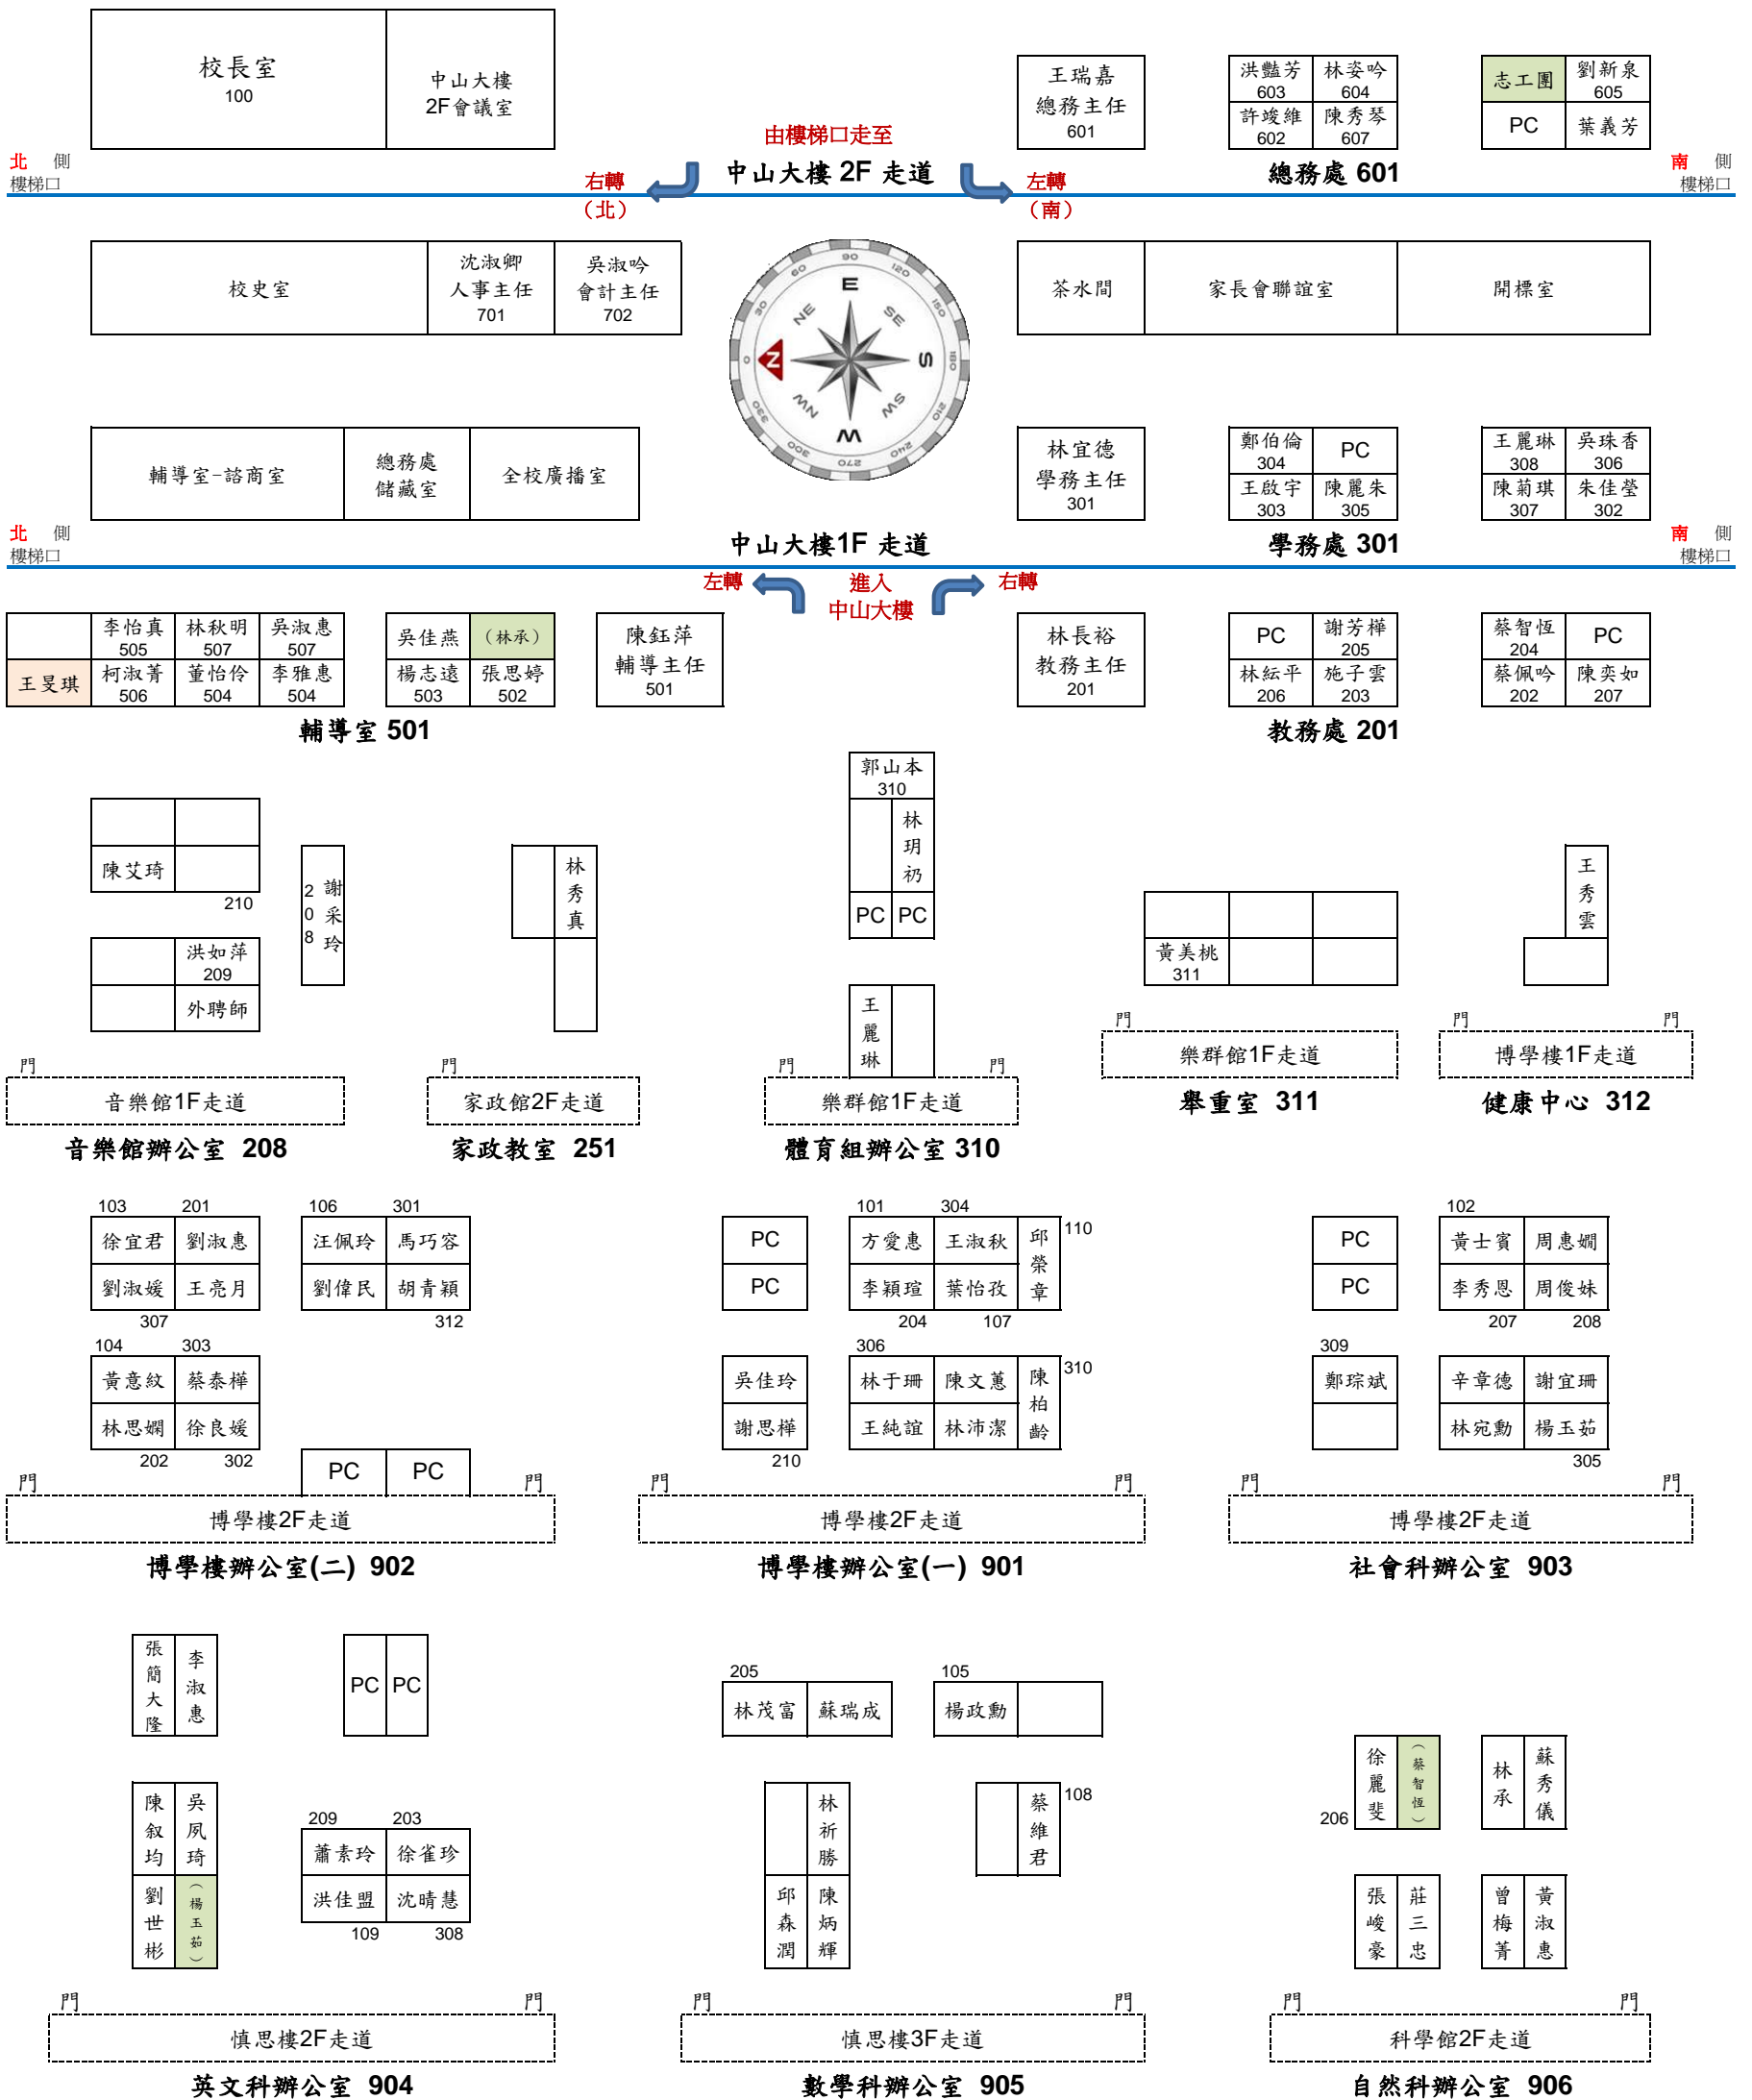 校長室
100
中山大樓
2F會議室
王瑞嘉
總務主任
601
洪豔芳
603
林姿吟
604
許竣維
602
陳秀琴
607
志工團
劉新泉
605
PC
葉義芳
由樓梯口走至
中山大樓 2F 走道
總務處 601
北 側
樓梯口
右轉
（北）
左轉
（南）
南 側
樓梯口
校史室
沈淑卿
人事主任
701
吳淑吟
會計主任
702
茶水間
家長會聯誼室
開標室
E
SE
S
SW
W
NW
N
NE
0
30
60
90
120
150
180
210
240
270
300
330
輔導室-諮商室
總務處
儲藏室
全校廣播室
林宜德
學務主任
301
鄭伯倫
304
PC
王啟宇
303
陳麗朱
305
王麗琳
308
吳珠香
306
陳菊琪
307
朱佳瑩
302
北 側
樓梯口
中山大樓1F 走道
學務處 301
南 側
樓梯口
左轉
進入
中山大樓
右轉
李怡真
505
林秋明
507
吳淑惠
507
王旻琪
柯淑菁
506
董怡伶
504
李雅惠
504
吳佳燕
（林承）
楊志遠
503
張思婷
502
陳鈺萍
輔導主任
501
林長裕
教務主任
201
PC
謝芳樺
205
林紜平
206
施子雲
203
蔡智恆
204
PC
蔡佩吟
202
陳奕如
207
輔導室 501
教務處 201
陳艾琦
210
洪如萍
209
外聘師
謝采玲
208
門
音樂館1F走道
音樂館辦公室 208
林秀真
門
家政館2F走道
家政教室 251
郭山本
310
林玥礽
PC
PC
王麗琳
門
門
樂群館1F走道
體育組辦公室 310
黃美桃
311
門
樂群館1F走道
舉重室 311
王秀雲
門
門
博學樓1F走道
健康中心 312
103
201
徐宜君
劉淑惠
劉淑媛
王亮月
307
106
301
汪佩玲
馬巧容
劉偉民
胡青穎
312
104
303
黃意紋
蔡泰樺
林思嫻
徐良媛
202
302
PC
PC
門
門
博學樓2F走道
博學樓辦公室(二) 902
PC
PC
101
304
方愛惠
王淑秋
邱榮章
110
李穎瑄
葉怡孜
204
107
吳佳玲
謝思樺
210
306
林于珊
陳文蕙
陳柏齡
310
王純誼
林沛潔
門
門
博學樓2F走道
博學樓辦公室(一) 901
PC
PC
102
黃士賓
周惠嫺
李秀恩
周俊妹
207
208
309
鄭琮斌
辛章德
謝宜珊
林宛勳
楊玉茹
305
門
門
博學樓2F走道
社會科辦公室 903
張簡大隆
李淑惠
PC
PC
陳叙均
吳夙琦
劉世彬
（楊玉茹）
209
203
蕭素玲
徐雀珍
洪佳盟
沈晴慧
109
308
門
門
慎思樓2F走道
英文科辦公室 904
205
林茂富
蘇瑞成
105
楊政勳
林祈勝
邱森潤
陳炳輝
蔡維君
108
門
門
慎思樓3F走道
數學科辦公室 905
徐麗斐
（蔡智恆）
206
林承
蘇秀儀
張峻豪
莊三忠
曾梅菁
黃淑惠
門
門
科學館2F走道
自然科辦公室 906